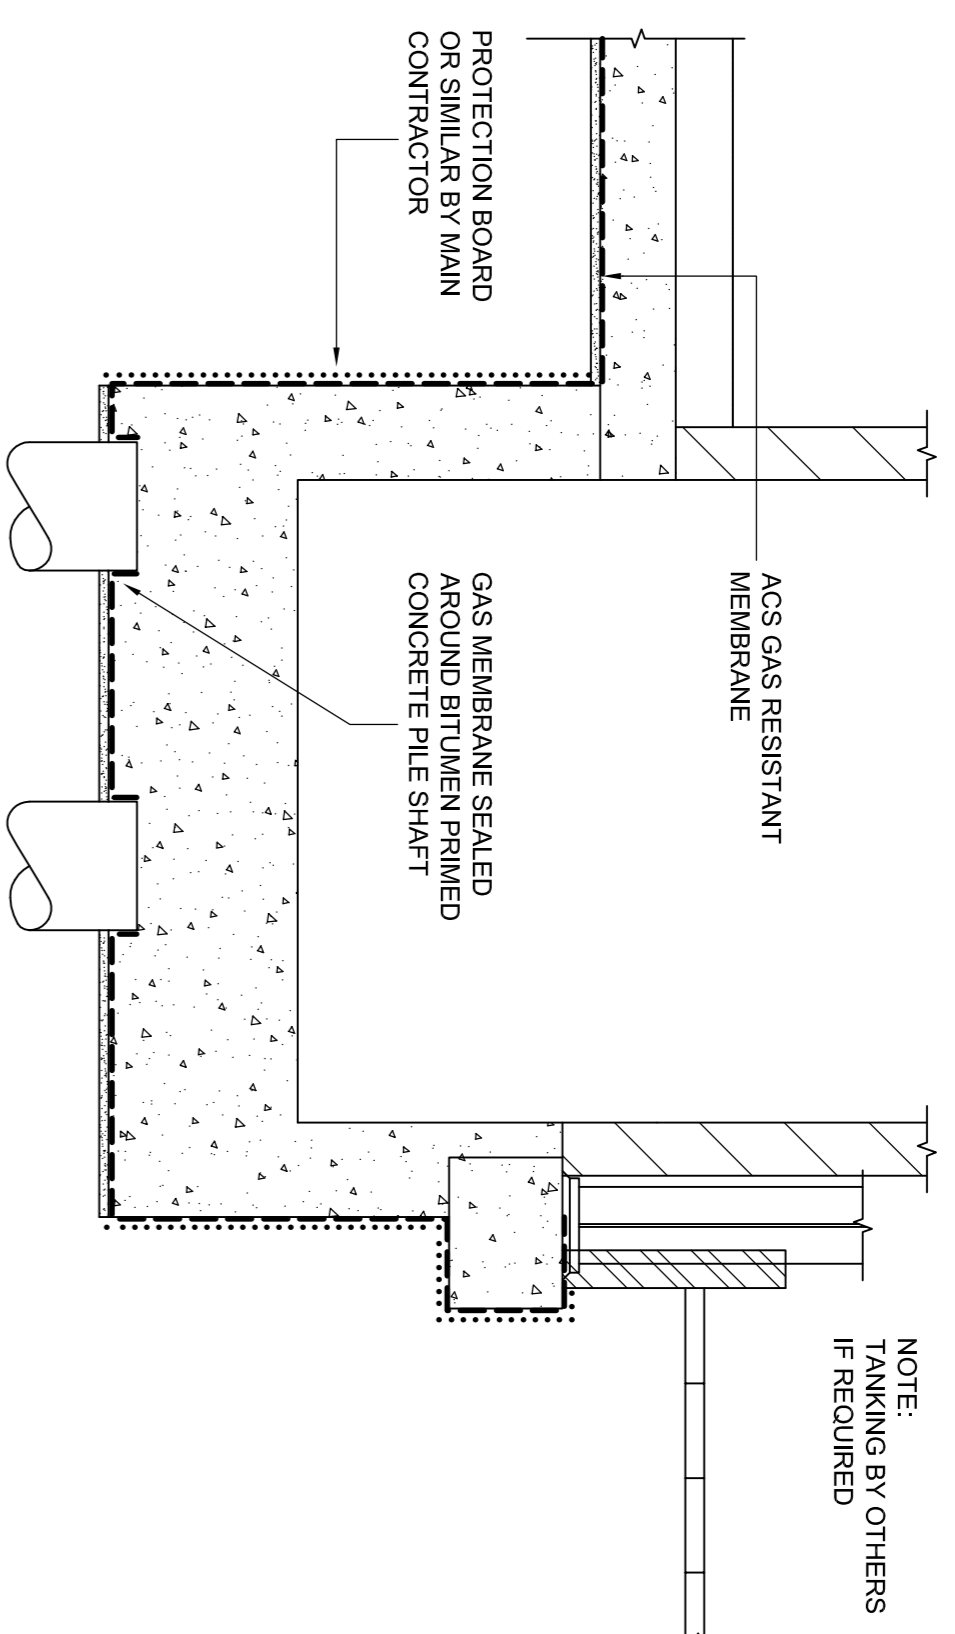 NOTE:
TANKING BY OTHERS
IF REQUIRED
ACS GAS RESISTANT
MEMBRANE
PROTECTION BOARD
OR SIMILAR BY MAIN
CONTRACTOR
GAS MEMBRANE SEALED
AROUND BITUMEN PRIMED
CONCRETE PILE SHAFT